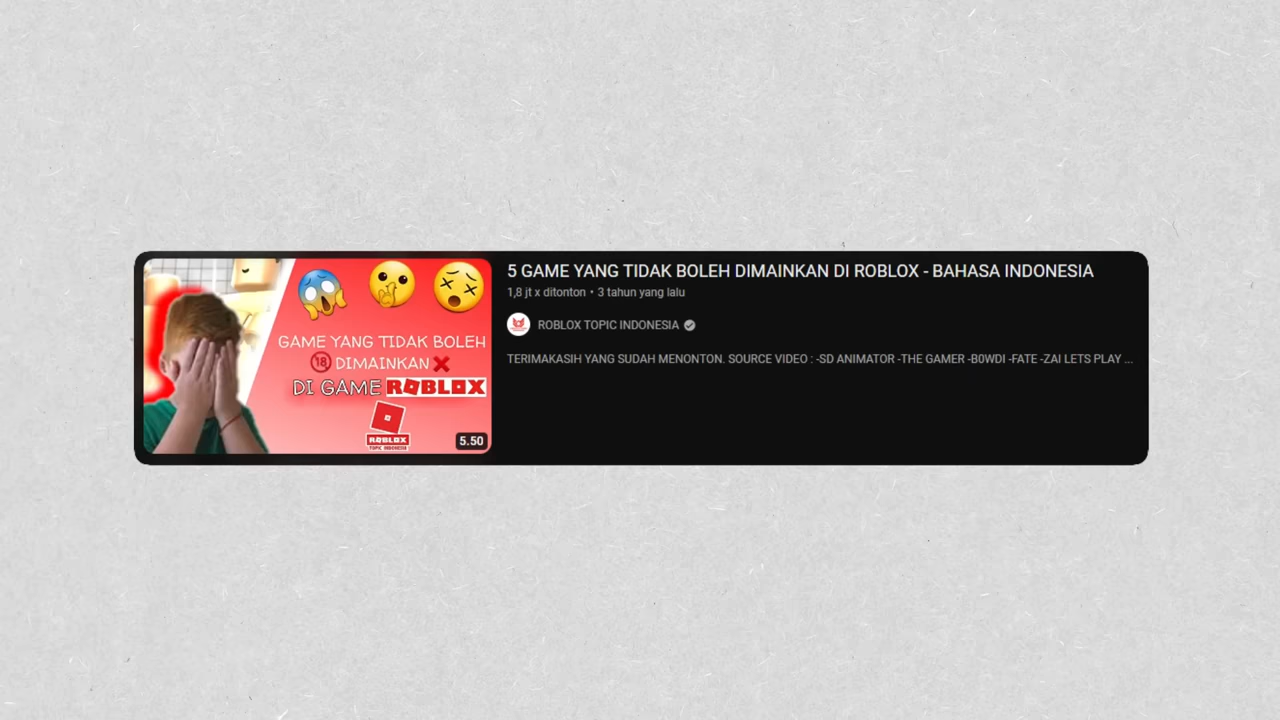 GAME YANG TIDAK BOLEH
18 DIMAINKAN
DI GAME ROBLOX
ROBLOX
TOPIC INDONESIA
5.50
5 GAME YANG TIDAK BOLEH DIMAINKAN DI ROBLOX - BAHASA INDONESIA
1,8 jt x ditonton • 3 tahun yang lalu
ROBLOX TOPIC INDONESIA
TERIMAKASIH YANG SUDAH MENONTON. SOURCE VIDEO : -SD ANIMATOR -THE GAMER -B0WDI -FATE -ZAI LETS PLAY ...